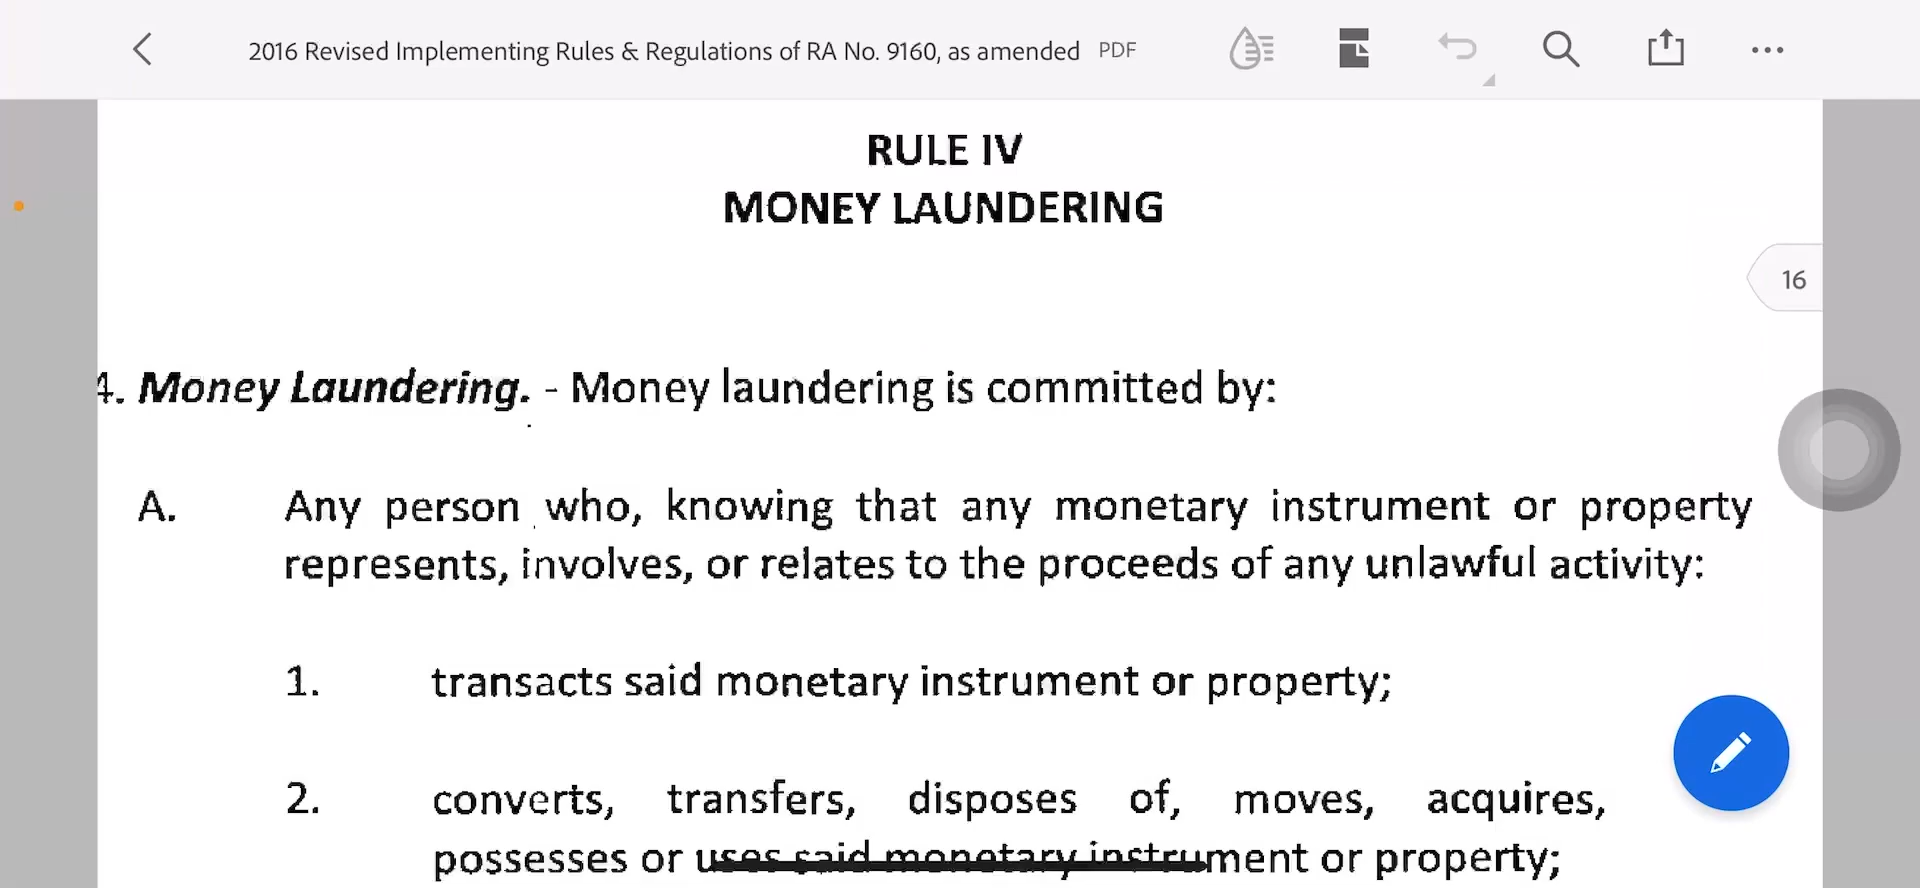 2016 Revised Implementing Rules & Regulations of RA No. 9160, as amended PDF
RULE IV
MONEY LAUNDERING
16
4. Money Laundering. - Money laundering is committed by:
A. Any person who, knowing that any monetary instrument or property
represents, involves, or relates to the proceeds of any unlawful activity:
1. transacts said monetary instrument or property;
2. converts, transfers, disposes of, moves, acquires,
possesses or uses said monetary instrument or property;